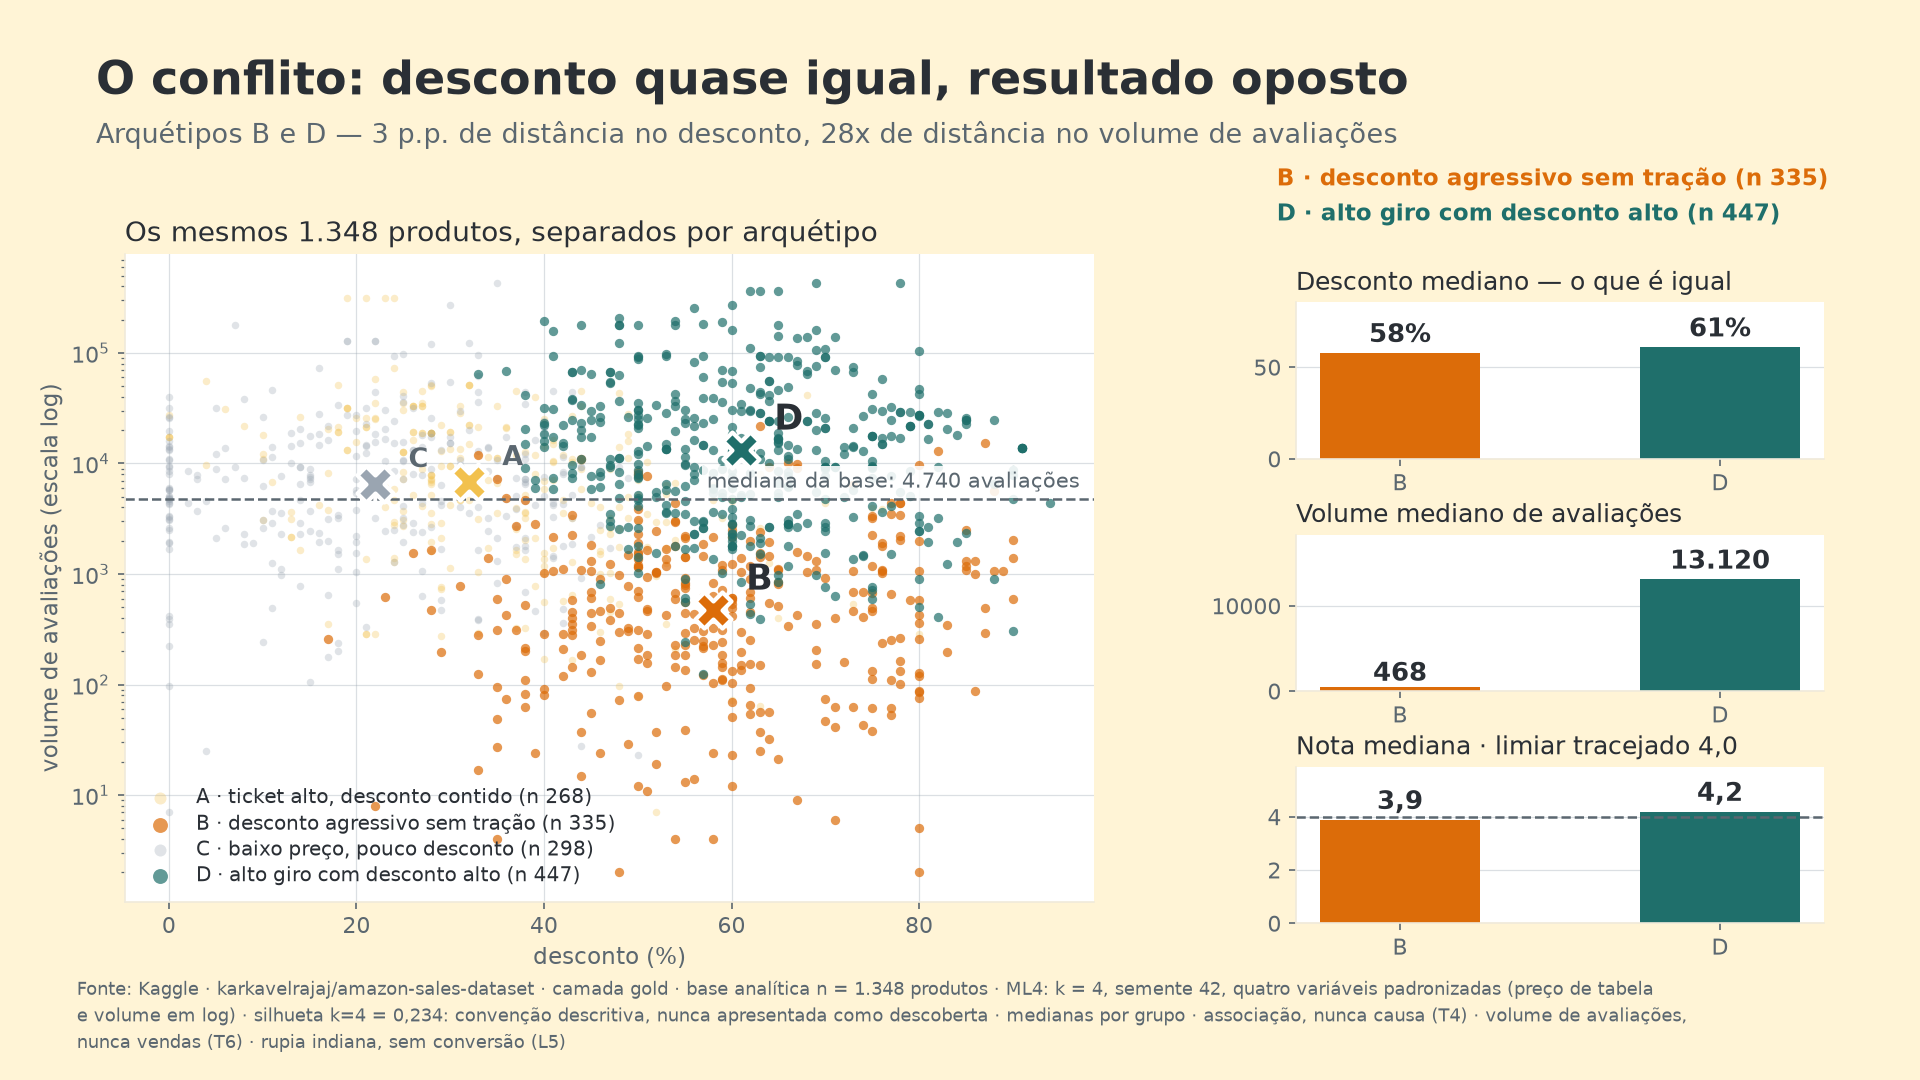 O conflito: desconto quase igual, resultado oposto
Arquétipos B e D — 3 p.p. de distância no desconto, 28x de distância no volume de avaliações
B · desconto agressivo sem tração (n 335)
D · alto giro com desconto alto (n 447)
Os mesmos 1.348 produtos, separados por arquétipo
volume de avaliações (escala log)
10⁵
10⁴
10³
10²
10¹
C
A
D
B
mediana da base: 4.740 avaliações
A · ticket alto, desconto contido (n 268)
B · desconto agressivo sem tração (n 335)
C · baixo preço, pouco desconto (n 298)
D · alto giro com desconto alto (n 447)
0 20 40 60 80
desconto (%)
Desconto mediano — o que é igual
58% 61%
50
0
B D
Volume mediano de avaliações
13.120
10000
468
0
B D
Nota mediana · limiar tracejado 4,0
3,9 4,2
4
2
0
B D
Fonte: Kaggle · karkavelrajaj/amazon-sales-dataset · camada gold · base analítica n = 1.348 produtos · ML4: k = 4, semente 42, quatro variáveis padronizadas (preço de tabela
e volume em log) · silhueta k=4 = 0,234: convenção descritiva, nunca apresentada como descoberta · medianas por grupo · associação, nunca causa (T4) · volume de avaliações,
nunca vendas (T6) · rupia indiana, sem conversão (L5)